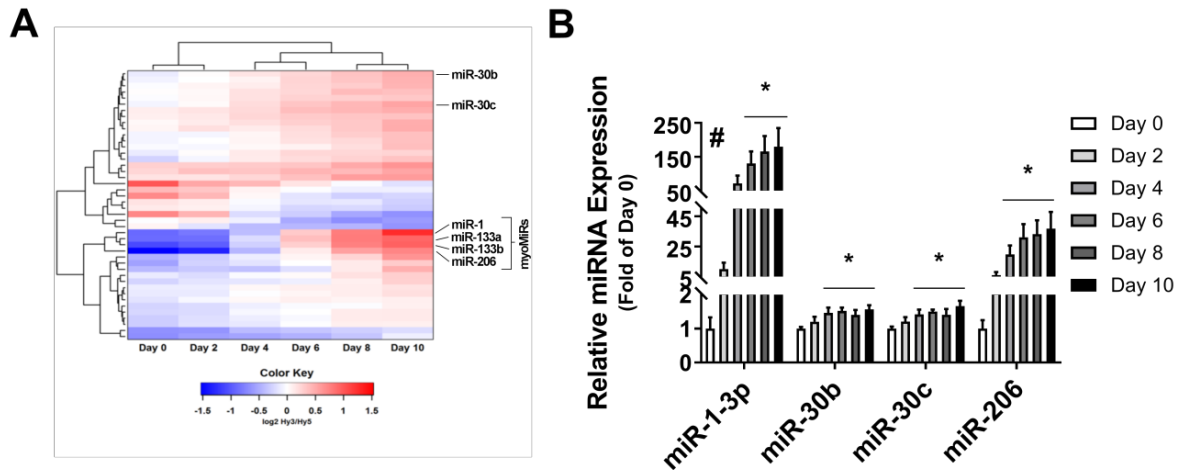 A
miR-30b
miR-30c
miR-1
miR-133a
miR-133b
miR-206
myoMiRs
Day 0 Day 2 Day 4 Day 6 Day 8 Day 10
Color Key
-1.5 -1 -0.5 0 0.5 1 1.5
log2 Hy3/Hy5
B
Relative miRNA Expression
(Fold of Day 0)
250
150
50
45
25
5
2
1
0
#
*
*
*
*
miR-1-3p
miR-30b
miR-30c
miR-206
Day 0
Day 2
Day 4
Day 6
Day 8
Day 10